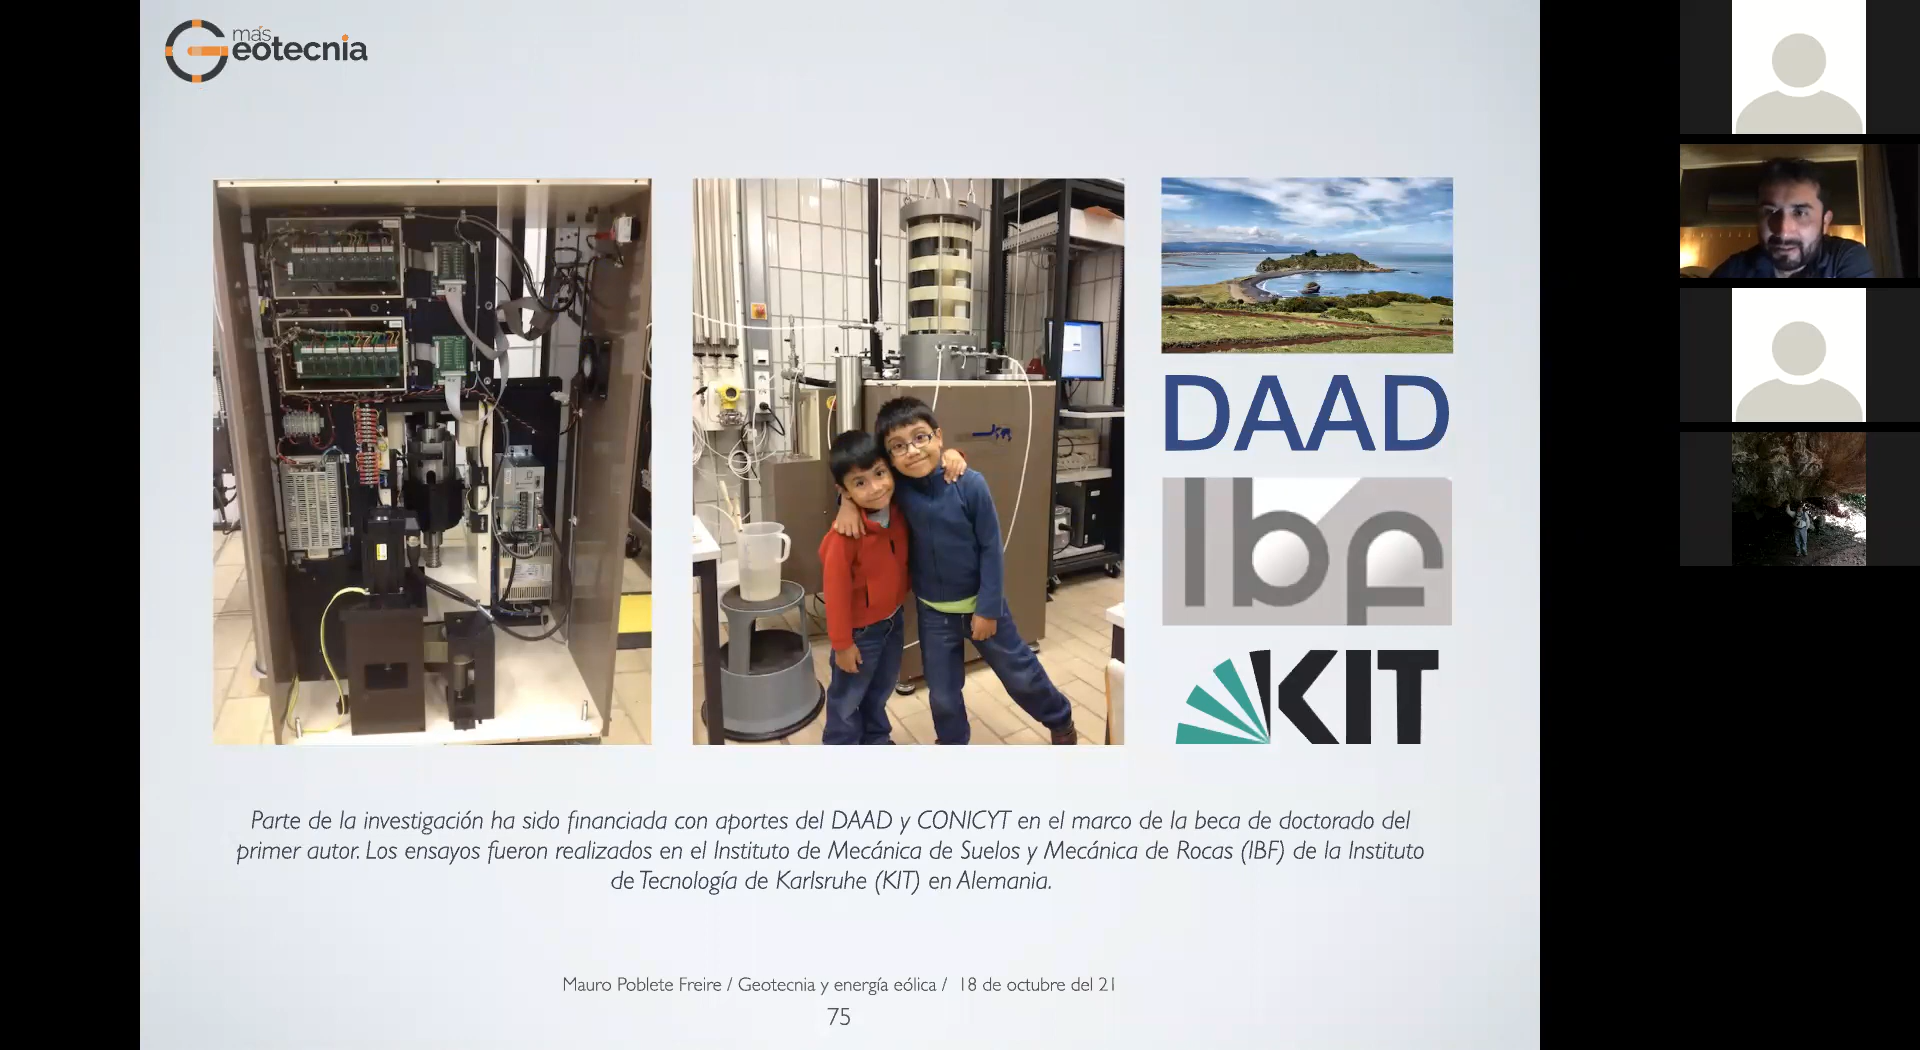 más
Geotecnia
DAAD
Ibf
KIT
Parte de la investigación ha sido financiada con aportes del DAAD y CONICYT en el marco de la beca de doctorado del
primer autor. Los ensayos fueron realizados en el Instituto de Mecánica de Suelos y Mecánica de Rocas (IBF) de la Instituto
de Tecnología de Karlsruhe (KIT) en Alemania.
Mauro Poblete Freire / Geotecnia y energía eólica / 18 de octubre del 21
75